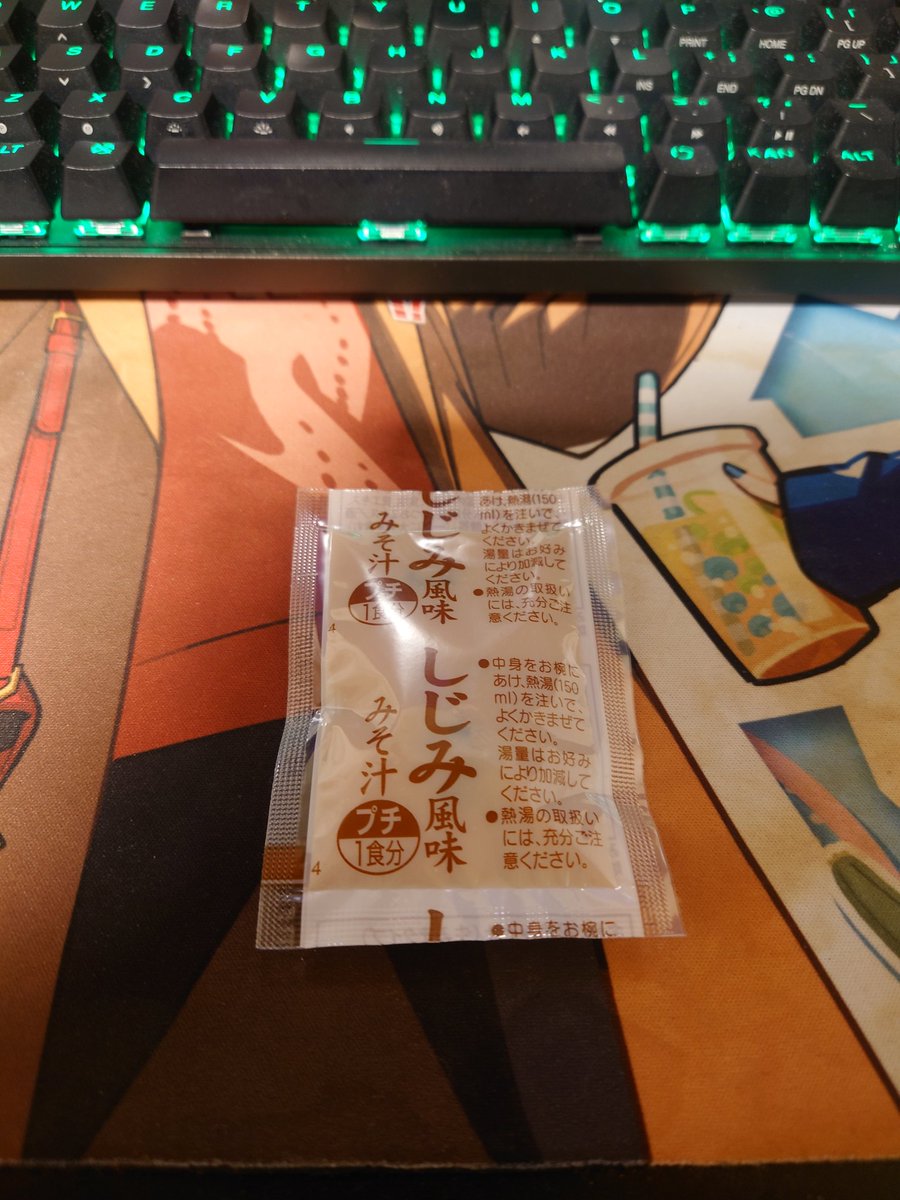 W E R T Y U I O P @ [
PRINT HOME PG UP
S D F G H J K L
INS END PG DN
Z X C V B N M
ALT ALT
しじみ風味
みそ汁
プチ
1食分
あけ、熱湯(150
ml)を注いで、
よくかきまぜて
ください。
湯量はお好み
により加減して
ください。
●熱湯の取扱い
には、充分ご注
意ください。
4
しじみ風味
みそ汁
プチ
1食分
●中身をお椀に
あけ、熱湯(150
ml)を注いで、
よくかきまぜて
ください。
湯量はお好み
により加減して
ください。
●熱湯の取扱い
には、充分ご注
意ください。
4
し
●中身をお椀に